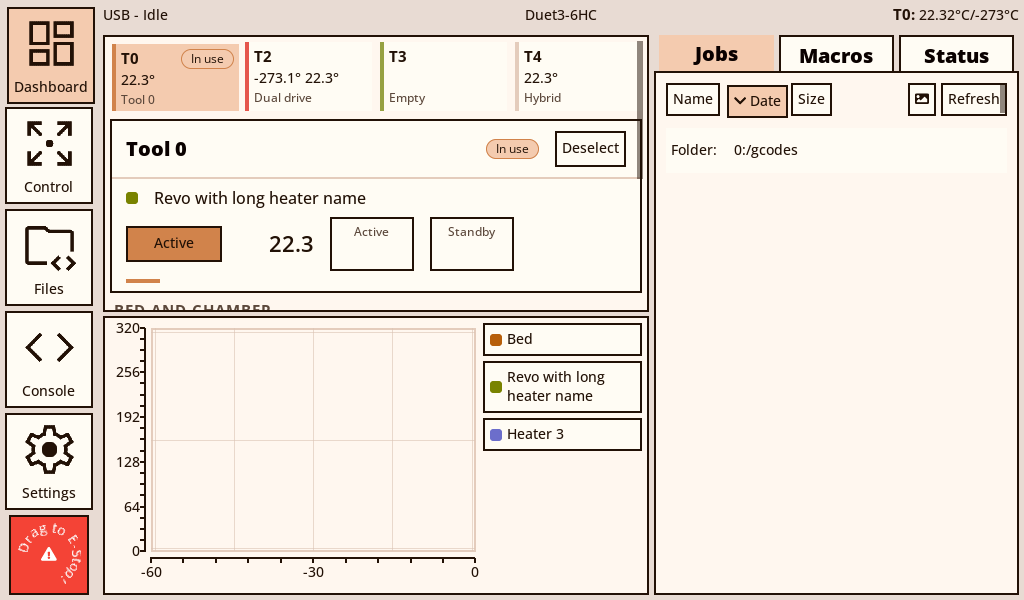 USB - Idle
Duet3-6HC
T0: 22.32°C/-273°C
Dashboard
Control
Files
Console
Settings
Drag to E-Stop!
T0
In use
22.3°
Tool 0
T2
-273.1° 22.3°
Dual drive
T3
Empty
T4
22.3°
Hybrid
Tool 0
In use
Deselect
Revo with long heater name
Active
22.3
Active
Standby
BED AND CHAMBER
320
256
192
128
64
0
-60
-30
0
Bed
Revo with long
heater name
Heater 3
Jobs
Macros
Status
Name
Date
Size
Refresh
Folder: 0:/gcodes